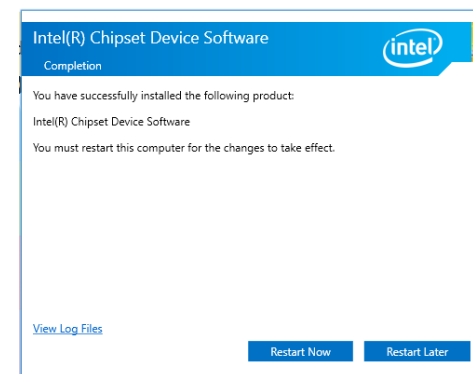 Intel(R) Chipset Device Software
Completion
intel
You have successfully installed the following product:
Intel(R) Chipset Device Software
You must restart this computer for the changes to take effect.
View Log Files
Restart Now
Restart Later